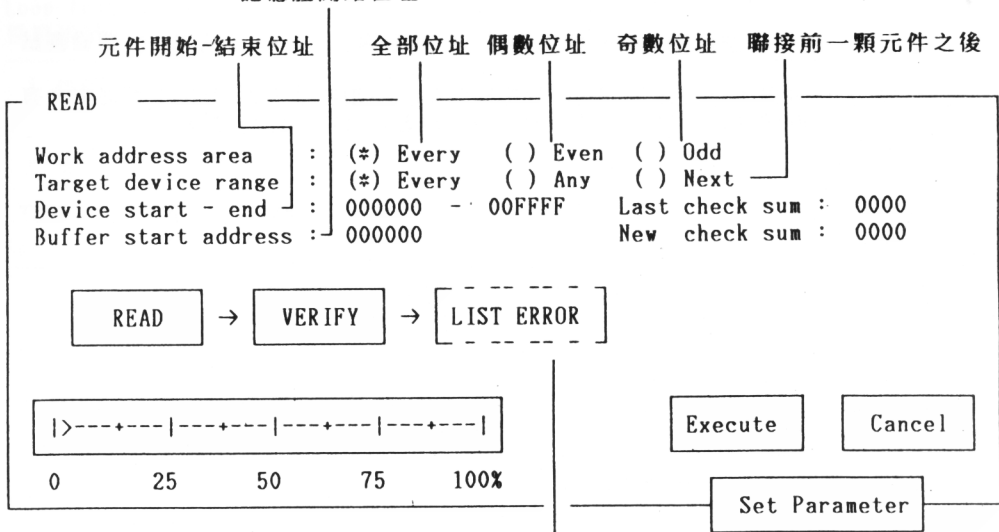 元件開始-結束位址 全部位址 偶數位址 奇數位址 聯接前一顆元件之後
READ
Work address area : (*) Every ( ) Even ( ) Odd
Target device range : (*) Every ( ) Any ( ) Next
Device start - end : 000000 - 00FFFF Last check sum : 0000
Buffer start address : 000000 New check sum : 0000
READ → VERIFY → LIST ERROR
|>---+---|---+---|---+---|---+---|
Execute Cancel
0 25 50 75 100%
Set Parameter